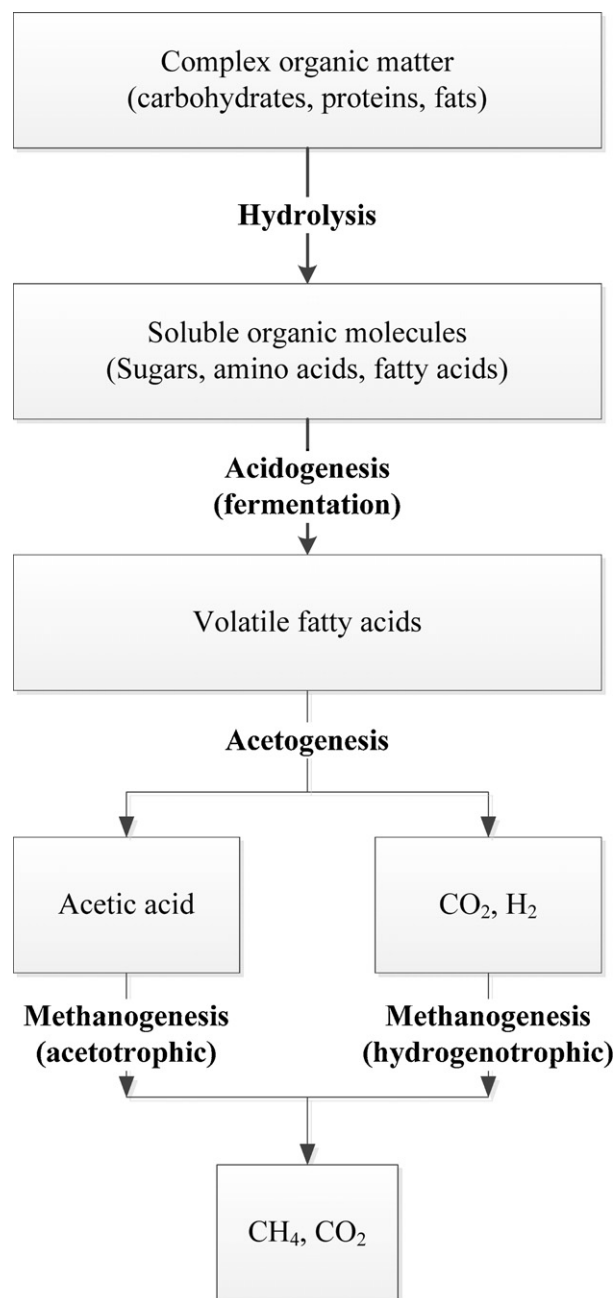 Complex organic matter
(carbohydrates, proteins, fats)
Hydrolysis
Soluble organic molecules
(Sugars, amino acids, fatty acids)
Acidogenesis
(fermentation)
Volatile fatty acids
Acetogenesis
Acetic acid
CO₂, H₂
Methanogenesis
(acetotrophic)
Methanogenesis
(hydrogenotrophic)
CH₄, CO₂